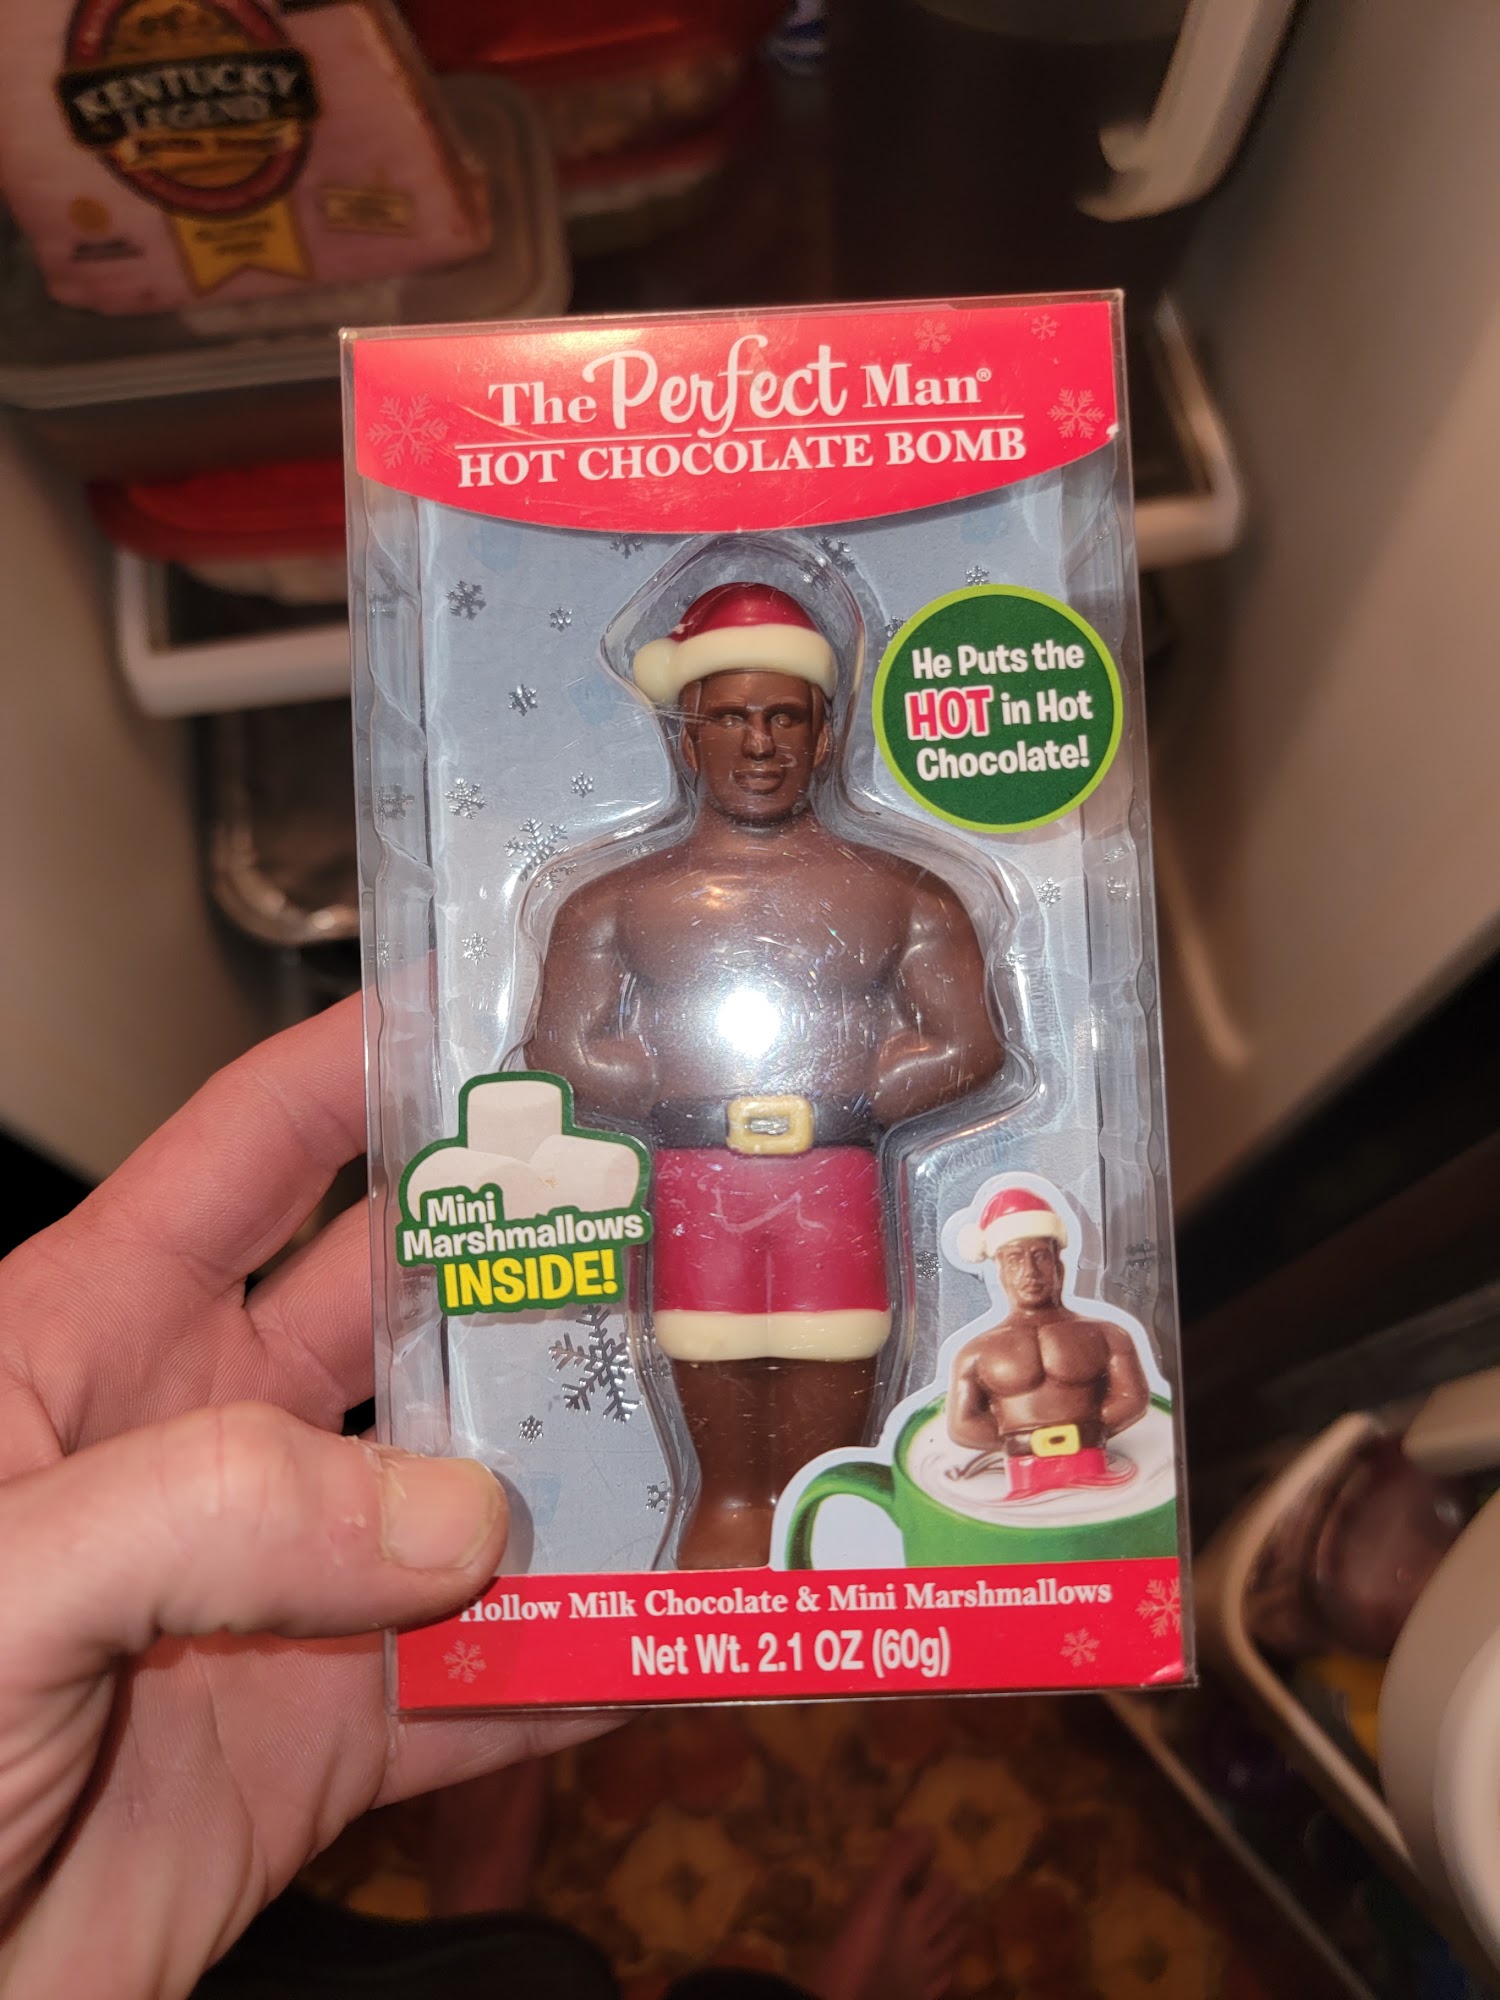 KENTUCKY
LEGEND
The Perfect Man®
HOT CHOCOLATE BOMB
He Puts the
HOT in Hot
Chocolate!
Mini
Marshmallows
INSIDE!
Hollow Milk Chocolate & Mini Marshmallows
Net Wt. 2.1 OZ (60g)